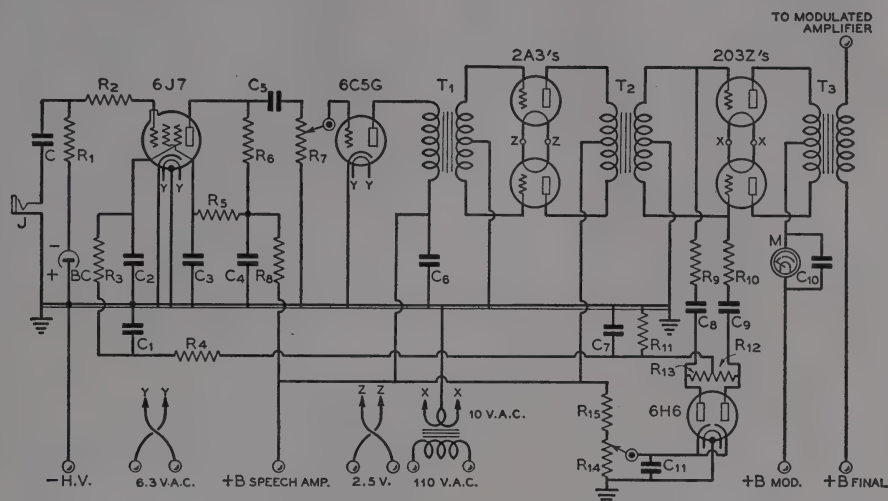 TO MODULATED
AMPLIFIER
R2
6J7
C5
6C5G
T1
2A3's
T2
203Z's
T3
C
R1
Y Y
R6
R7
Y Y
Z Z
X X
J
R5
- + BC
R3
C2
C3
C4
R8
C6
R9
R10
M
C10
C8
C9
C1
R4
C7
R11
R12
R13
Y Y
Z Z
X X
10 V.A.C.
R15
6H6
R14
C11
-H.V.
6.3 V.A.C.
+B SPEECH AMP.
2.5 V.
110 V.A.C.
+B MOD.
+B FINAL